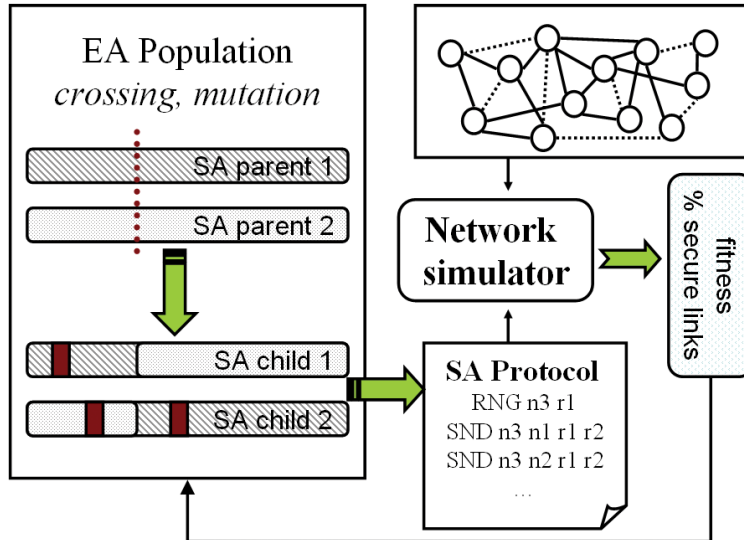 EA Population
crossing, mutation
SA parent 1
SA parent 2
SA child 1
SA child 2
Network
simulator
fitness
% secure links
SA Protocol
RNG n3 r1
SND n3 n1 r1 r2
SND n3 n2 r1 r2
...